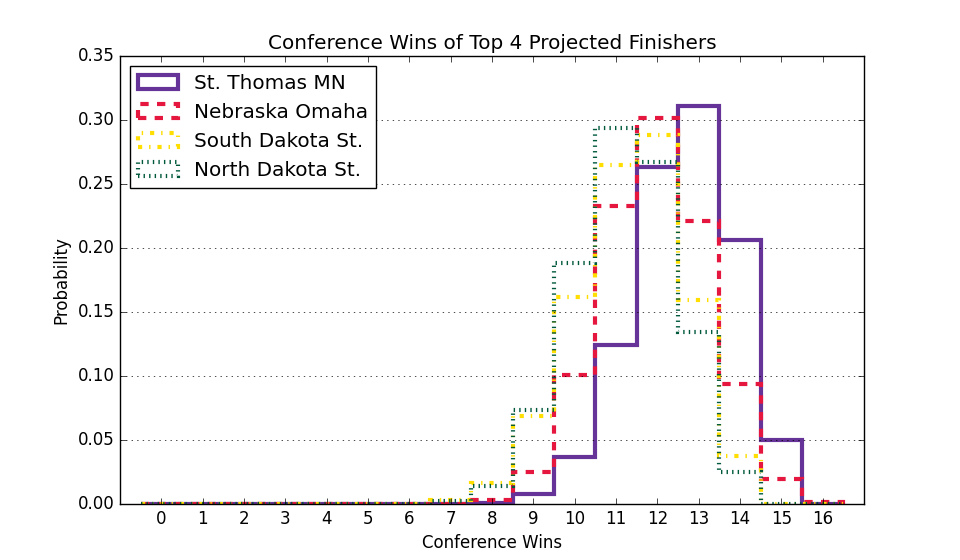 Conference Wins of Top 4 Projected Finishers
0.35
0.30
0.25
0.20
0.15
0.10
0.05
0.00
Probability
St. Thomas MN
Nebraska Omaha
South Dakota St.
North Dakota St.
0 1 2 3 4 5 6 7 8 9 10 11 12 13 14 15 16
Conference Wins